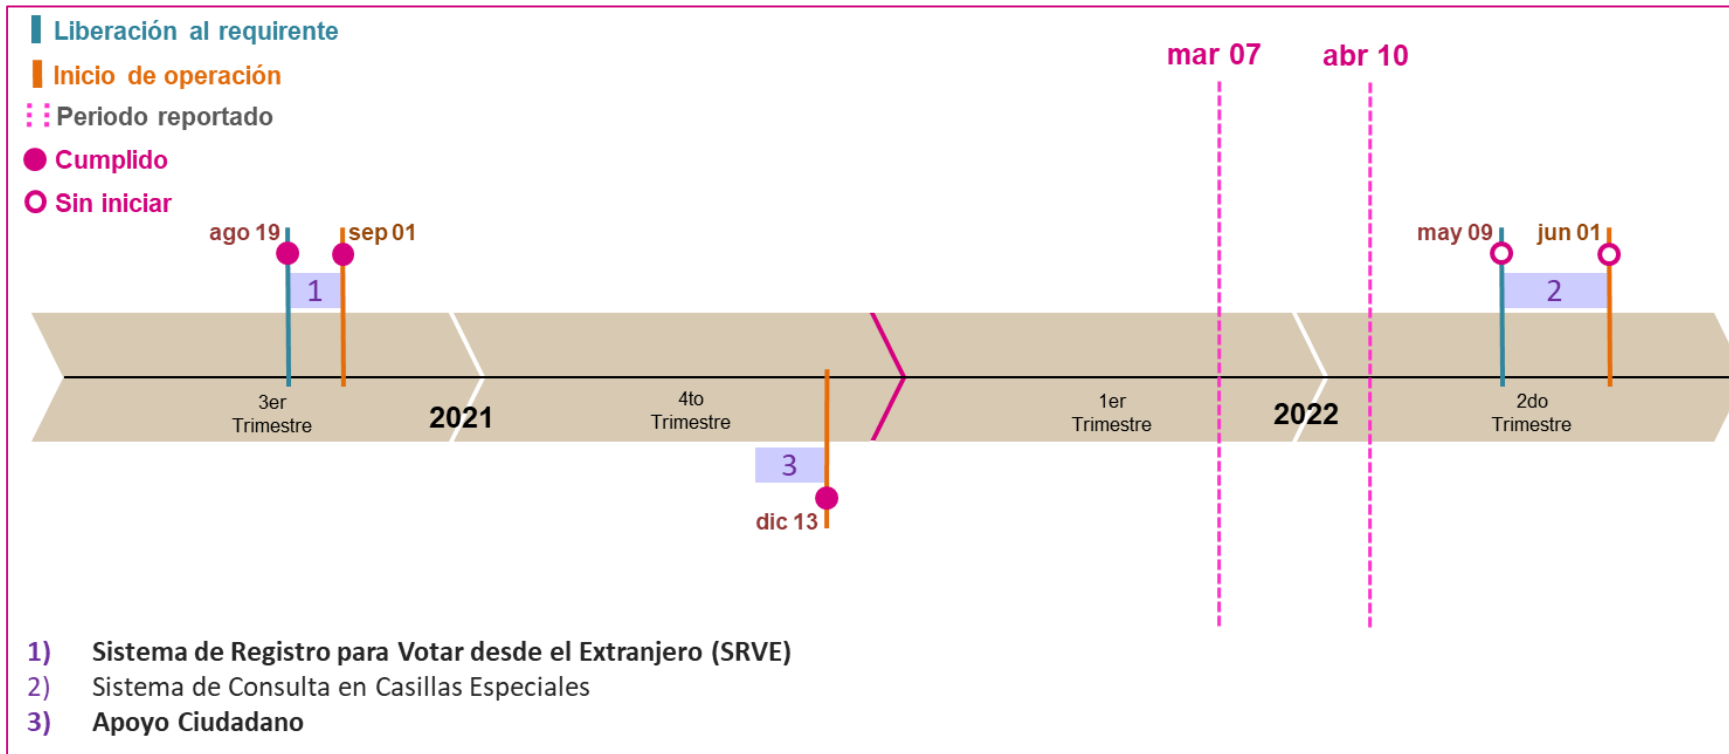 Liberación al requirente
Inicio de operación
Periodo reportado
Cumplido
Sin iniciar
mar 07
abr 10
ago 19
sep 01
may 09
jun 01
1
2
3er
Trimestre
2021
4to
Trimestre
1er
Trimestre
2022
2do
Trimestre
3
dic 13
1) Sistema de Registro para Votar desde el Extranjero (SRVE)
2) Sistema de Consulta en Casillas Especiales
3) Apoyo Ciudadano